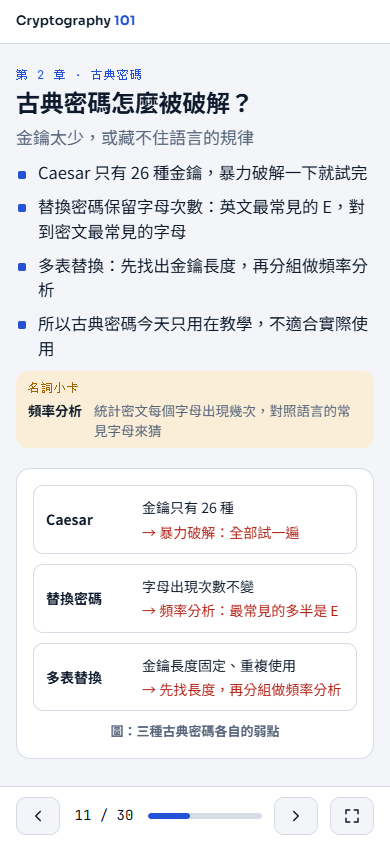 Cryptography 101
第 2 章 · 古典密碼
古典密碼怎麼被破解？
金鑰太少，或藏不住語言的規律
Caesar 只有 26 種金鑰，暴力破解一下就試完
替換密碼保留字母次數：英文最常見的 E，對
到密文最常見的字母
多表替換：先找出金鑰長度，再分組做頻率分
析
所以古典密碼今天只用在教學，不適合實際使
用
名詞小卡
頻率分析 統計密文每個字母出現幾次，對照語言的常
見字母來猜
Caesar
金鑰只有 26 種
→ 暴力破解：全部試一遍
替換密碼
字母出現次數不變
→ 頻率分析：最常見的多半是 E
多表替換
金鑰長度固定、重複使用
→ 先找長度，再分組做頻率分析
圖：三種古典密碼各自的弱點
11 / 30